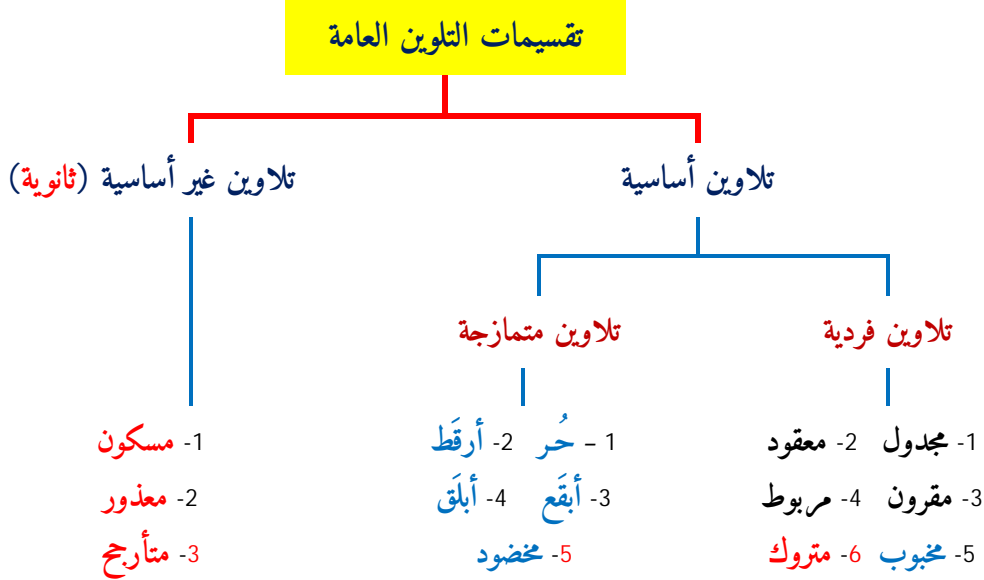 تقسيمات التلوين العامة
تلاوين أساسية
تلاوين غير أساسية (ثانوية)
تلاوين فردية
تلاوين متمازجة
1- مجدول 2- معقود
3- مقرون 4- مربوط
5- مخبوب 6- متروك
1 – حُر 2- أرقَط
3- أبقَع 4- أبلَق
5- مخضود
1- مسكون
2- معذور
3- متأرجح